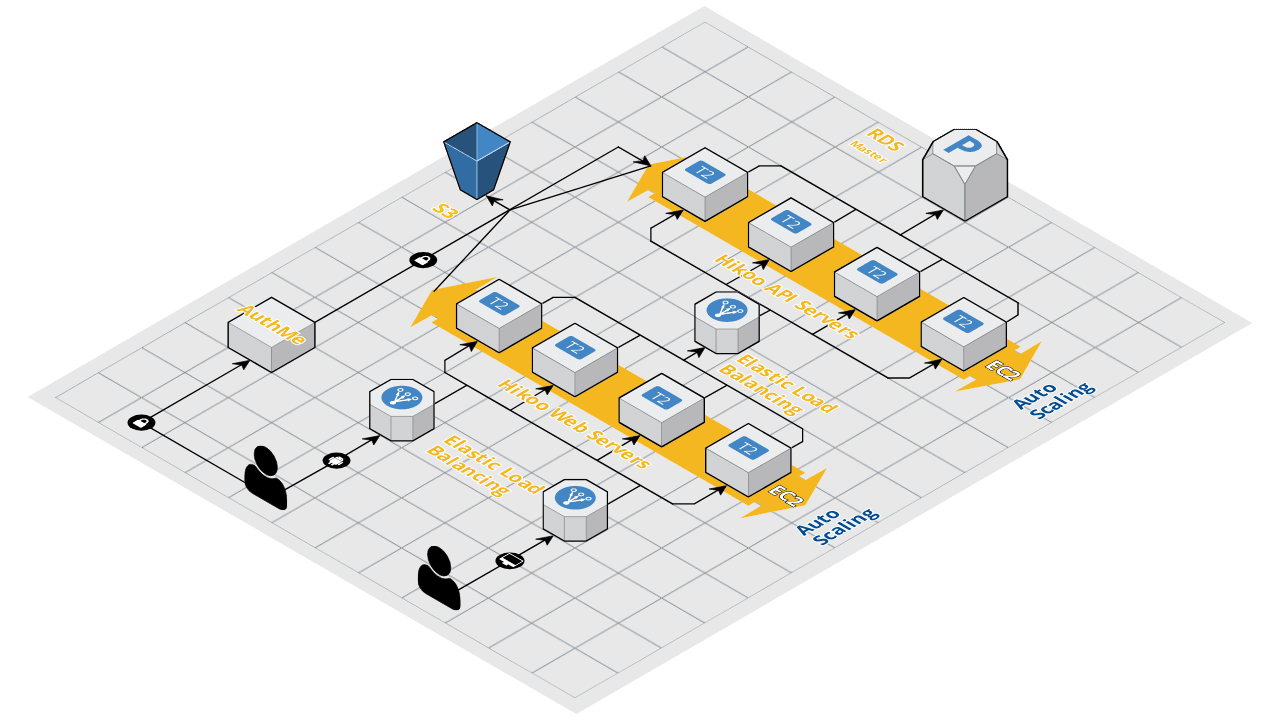 RDS
Master
P
T2
T2
T2
T2
Hikoo API Servers
EC2
Auto
Scaling
S3
AuthMe
T2
T2
T2
T2
Hikoo Web Servers
EC2
Auto
Scaling
Elastic Load
Balancing
Elastic Load
Balancing